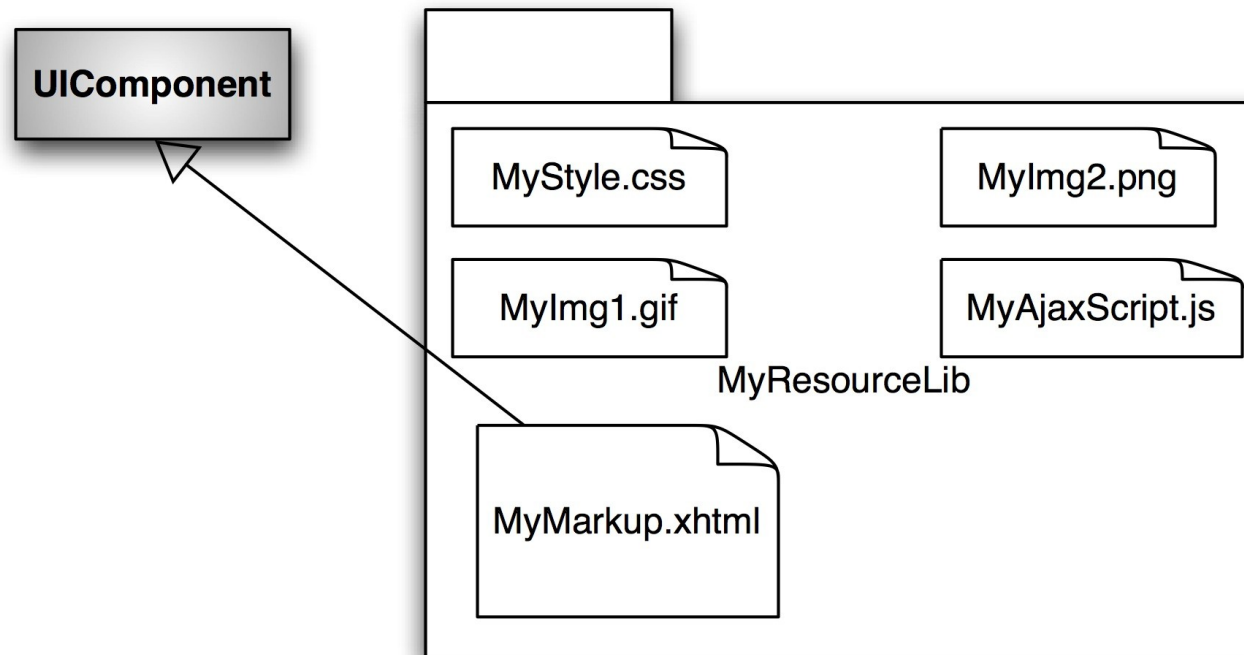 UIComponent
MyStyle.css
MyImg2.png
MyImg1.gif
MyAjaxScript.js
MyResourceLib
MyMarkup.xhtml